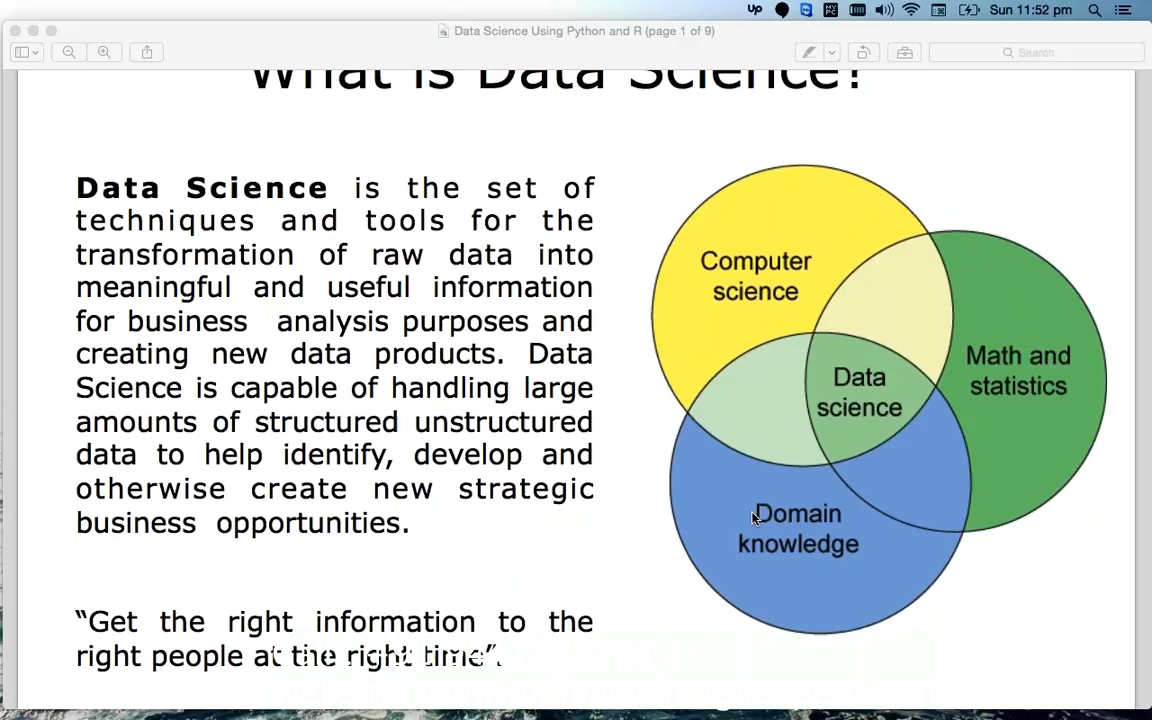 Sun 11:52 pm
Data Science Using Python and R (page 1 of 9)
Search
What is Data Science?
Data Science is the set of
techniques and tools for the
transformation of raw data into
meaningful and useful information
for business analysis purposes and
creating new data products. Data
Science is capable of handling large
amounts of structured unstructured
data to help identify, develop and
otherwise create new strategic
business opportunities.
“Get the right information to the
right people at the right time”
Computer
science
Math and
statistics
Data
science
Domain
knowledge